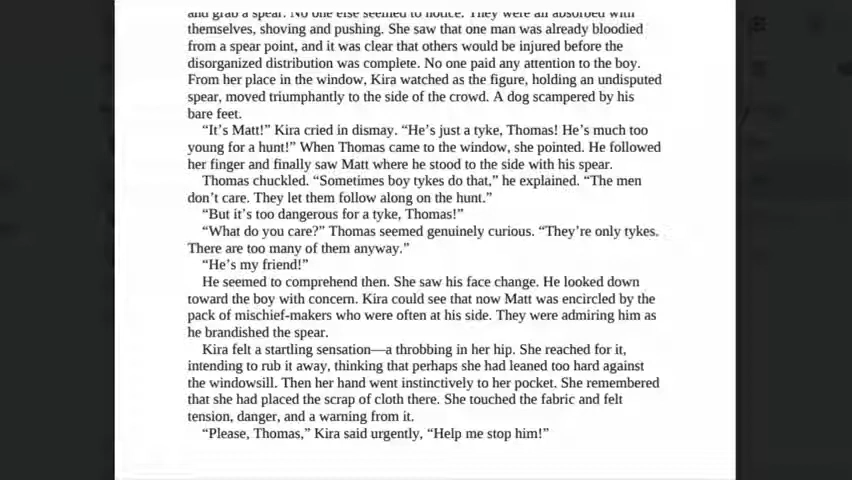 and grab a spear. No one else seemed to notice. They were all absorbed with
themselves, shoving and pushing. She saw that one man was already bloodied
from a spear point, and it was clear that others would be injured before the
disorganized distribution was complete. No one paid any attention to the boy.
From her place in the window, Kira watched as the figure, holding an undisputed
spear, moved triumphantly to the side of the crowd. A dog scampered by his
bare feet.
“It’s Matt!” Kira cried in dismay. “He’s just a tyke, Thomas! He’s much too
young for a hunt!” When Thomas came to the window, she pointed. He followed
her finger and finally saw Matt where he stood to the side with his spear.
Thomas chuckled. “Sometimes boy tykes do that,” he explained. “The men
don’t care. They let them follow along on the hunt.”
“But it’s too dangerous for a tyke, Thomas!”
“What do you care?” Thomas seemed genuinely curious. “They’re only tykes.
There are too many of them anyway.”
“He’s my friend!”
He seemed to comprehend then. She saw his face change. He looked down
toward the boy with concern. Kira could see that now Matt was encircled by the
pack of mischief-makers who were often at his side. They were admiring him as
he brandished the spear.
Kira felt a startling sensation—a throbbing in her hip. She reached for it,
intending to rub it away, thinking that perhaps she had leaned too hard against
the windowsill. Then her hand went instinctively to her pocket. She remembered
that she had placed the scrap of cloth there. She touched the fabric and felt
tension, danger, and a warning from it.
“Please, Thomas,” Kira said urgently, “Help me stop him!”